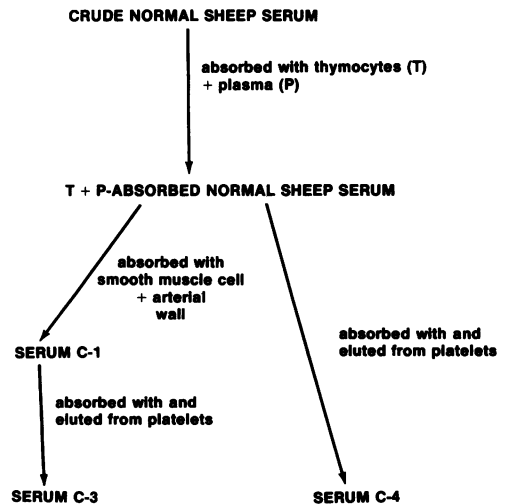 CRUDE NORMAL SHEEP SERUM
absorbed with thymocytes (T)
+ plasma (P)
T + P-ABSORBED NORMAL SHEEP SERUM
absorbed with
smooth muscle cell
+ arterial
wall
absorbed with and
eluted from platelets
SERUM C-1
absorbed with and
eluted from platelets
SERUM C-3
SERUM C-4